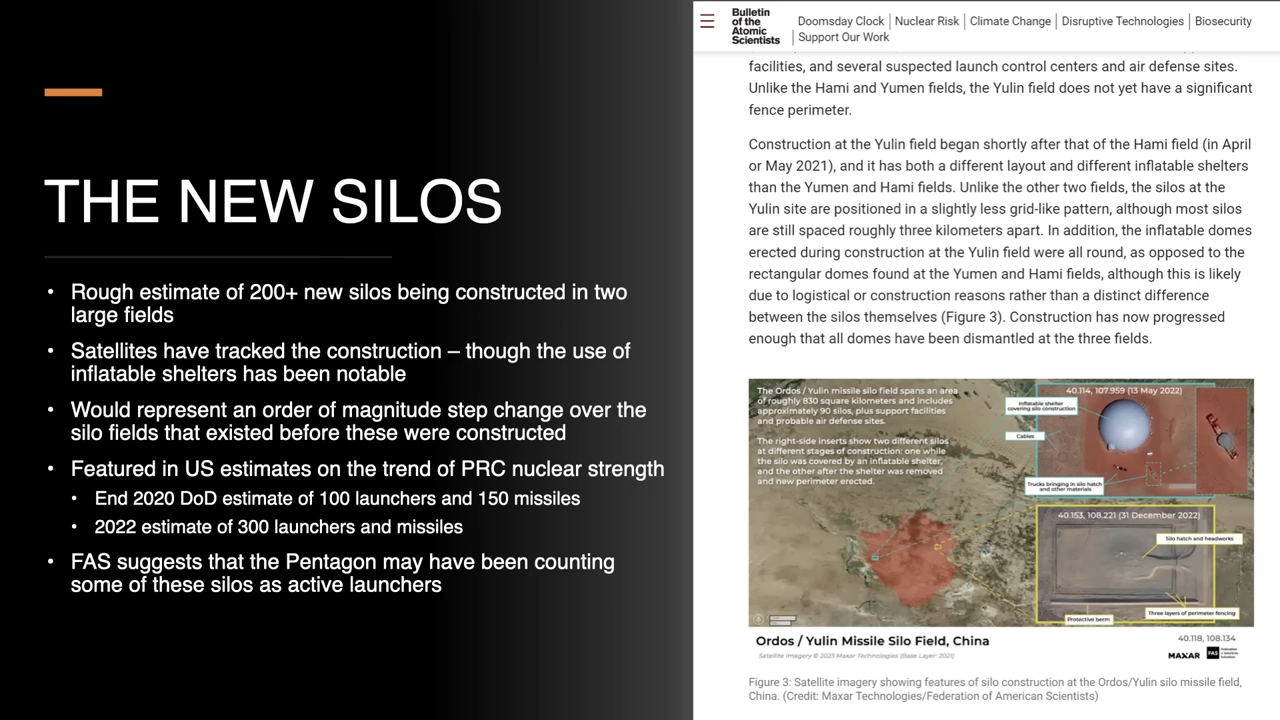 THE NEW SILOS
• Rough estimate of 200+ new silos being constructed in two
large fields
• Satellites have tracked the construction – though the use of
inflatable shelters has been notable
• Would represent an order of magnitude step change over the
silo fields that existed before these were constructed
• Featured in US estimates on the trend of PRC nuclear strength
• End 2020 DoD estimate of 100 launchers and 150 missiles
• 2022 estimate of 300 launchers and missiles
• FAS suggests that the Pentagon may have been counting
some of these silos as active launchers
Bulletin
of the
Atomic
Scientists
Doomsday Clock | Nuclear Risk | Climate Change | Disruptive Technologies | Biosecurity
Support Our Work
facilities, and several suspected launch control centers and air defense sites.
Unlike the Hami and Yumen fields, the Yulin field does not yet have a significant
fence perimeter.
Construction at the Yulin field began shortly after that of the Hami field (in April
or May 2021), and it has both a different layout and different inflatable shelters
than the Yumen and Hami fields. Unlike the other two fields, the silos at the
Yulin site are positioned in a slightly less grid-like pattern, although most silos
are still spaced roughly three kilometers apart. In addition, the inflatable domes
erected during construction at the Yulin field were all round, as opposed to the
rectangular domes found at the Yumen and Hami fields, although this is likely
due to logistical or construction reasons rather than a distinct difference
between the silos themselves (Figure 3). Construction has now progressed
enough that all domes have been dismantled at the three fields.
The Ordos / Yulin missile silo field spans an area
of roughly 830 square kilometers and includes
approximately 90 silos, plus support facilities
and probable air defense sites.
The right-side inserts show two different silos
at different stages of construction: one while
the silo was covered by an inflatable shelter,
and the other after the shelter was removed
and new perimeter erected.
40.114, 107.959 (13 May 2022)
Inflatable shelter
covering silo construction
Cables
Trucks bringing in silo hatch
and other materials
40.153, 108.221 (31 December 2022)
Silo hatch and headworks
Three layers of perimeter fencing
Protective berm
Ordos / Yulin Missile Silo Field, China
40.118, 108.134
Satellite imagery © 2023 Maxar Technologies (Base Layer: 2021)
MAXAR
FAS
Figure 3: Satellite imagery showing features of silo construction at the Ordos/Yulin silo missile field,
China. (Credit: Maxar Technologies/Federation of American Scientists)